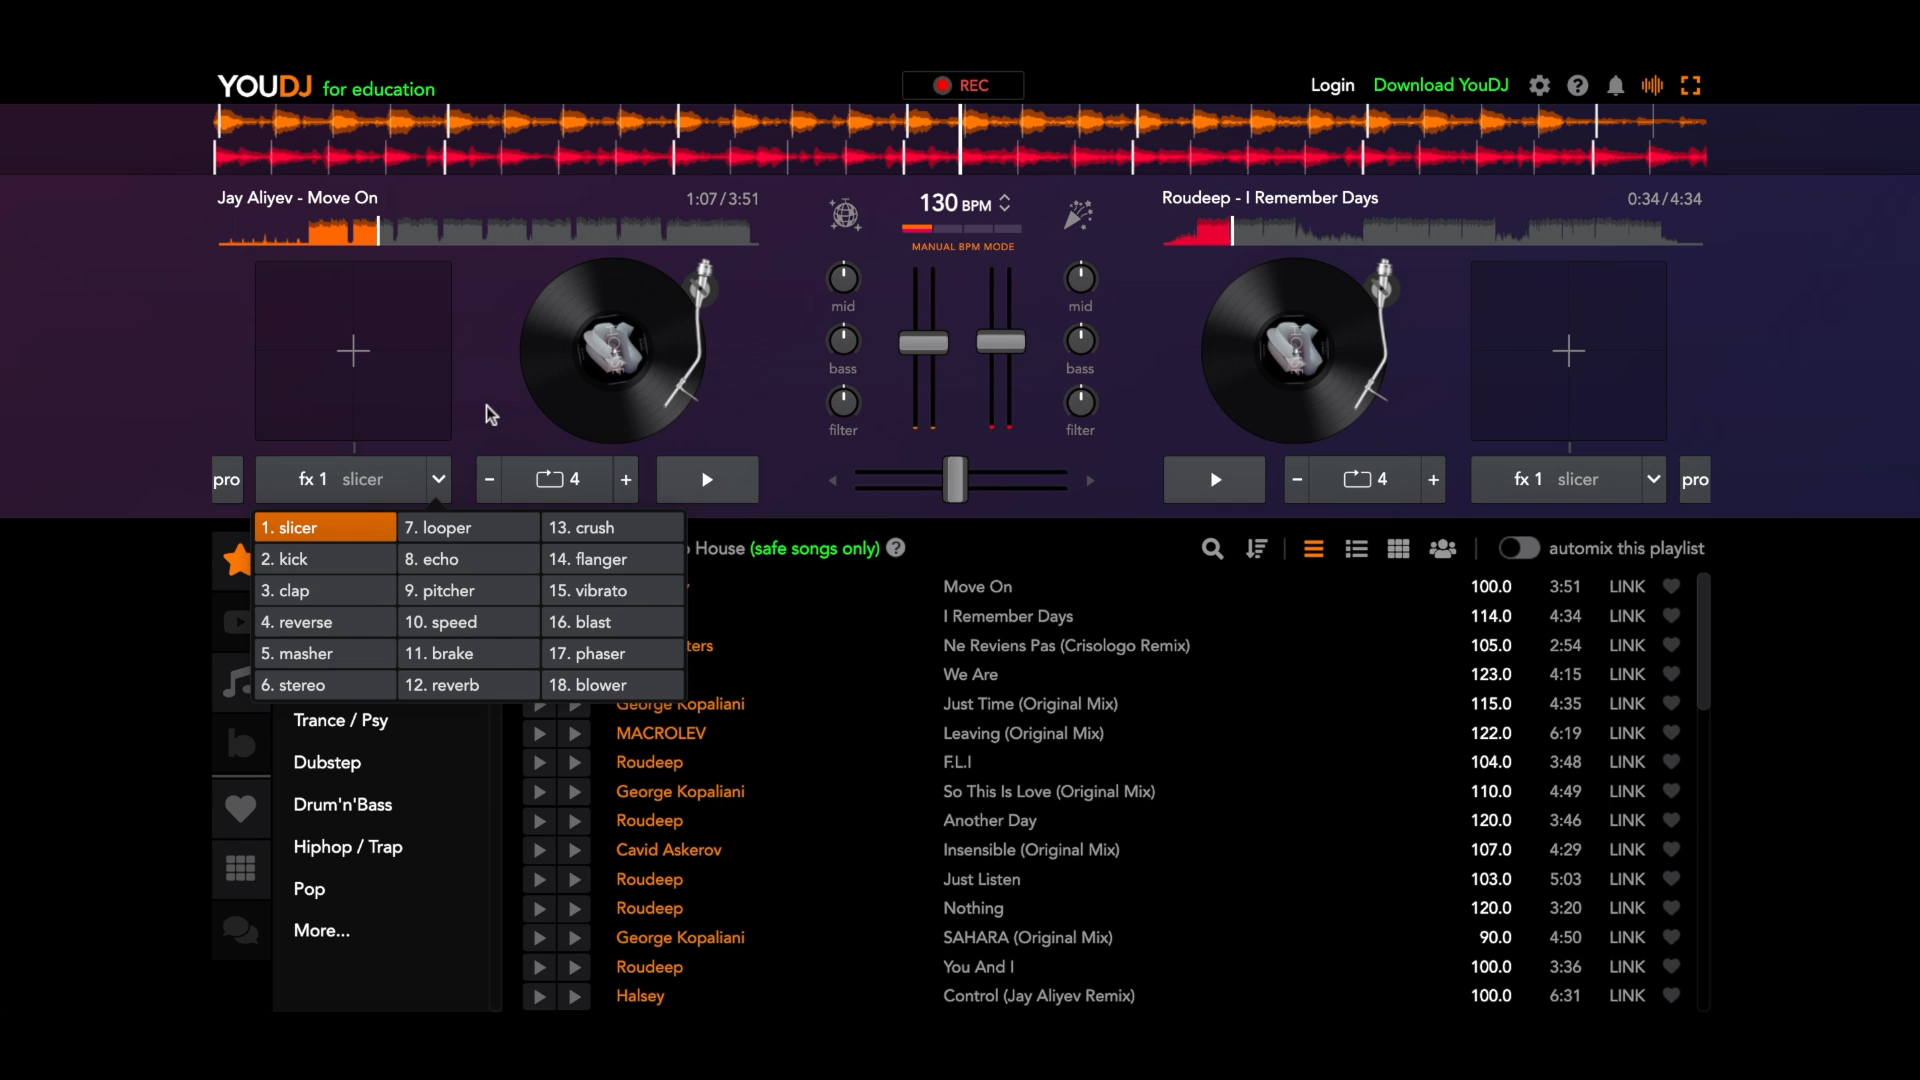 YOUDJ for education
REC
Login Download YouDJ
Jay Aliyev - Move On 1:07/3:51
130 BPM
MANUAL BPM MODE
Roudeep - I Remember Days 0:34/4:34
mid
bass
filter
mid
bass
filter
pro fx 1 slicer - 4 +
- 4 + fx 1 slicer pro
1. slicer 7. looper 13. crush
2. kick 8. echo 14. flanger
3. clap 9. pitcher 15. vibrato
4. reverse 10. speed 16. blast
5. masher 11. brake 17. phaser
6. stereo 12. reverb 18. blower
Trance / Psy
Dubstep
Drum'n'Bass
Hiphop / Trap
Pop
More...
House (safe songs only) ?
automix this playlist
Move On 100.0 3:51 LINK
I Remember Days 114.0 4:34 LINK
Ne Reviens Pas (Crisologo Remix) 105.0 2:54 LINK
We Are 123.0 4:15 LINK
George Kopaliani Just Time (Original Mix) 115.0 4:35 LINK
MACROLEV Leaving (Original Mix) 122.0 6:19 LINK
Roudeep F.L.I 104.0 3:48 LINK
George Kopaliani So This Is Love (Original Mix) 110.0 4:49 LINK
Roudeep Another Day 120.0 3:46 LINK
Cavid Askerov Insensible (Original Mix) 107.0 4:29 LINK
Roudeep Just Listen 103.0 5:03 LINK
Roudeep Nothing 120.0 3:20 LINK
George Kopaliani SAHARA (Original Mix) 90.0 4:50 LINK
Roudeep You And I 100.0 3:36 LINK
Halsey Control (Jay Aliyev Remix) 100.0 6:31 LINK